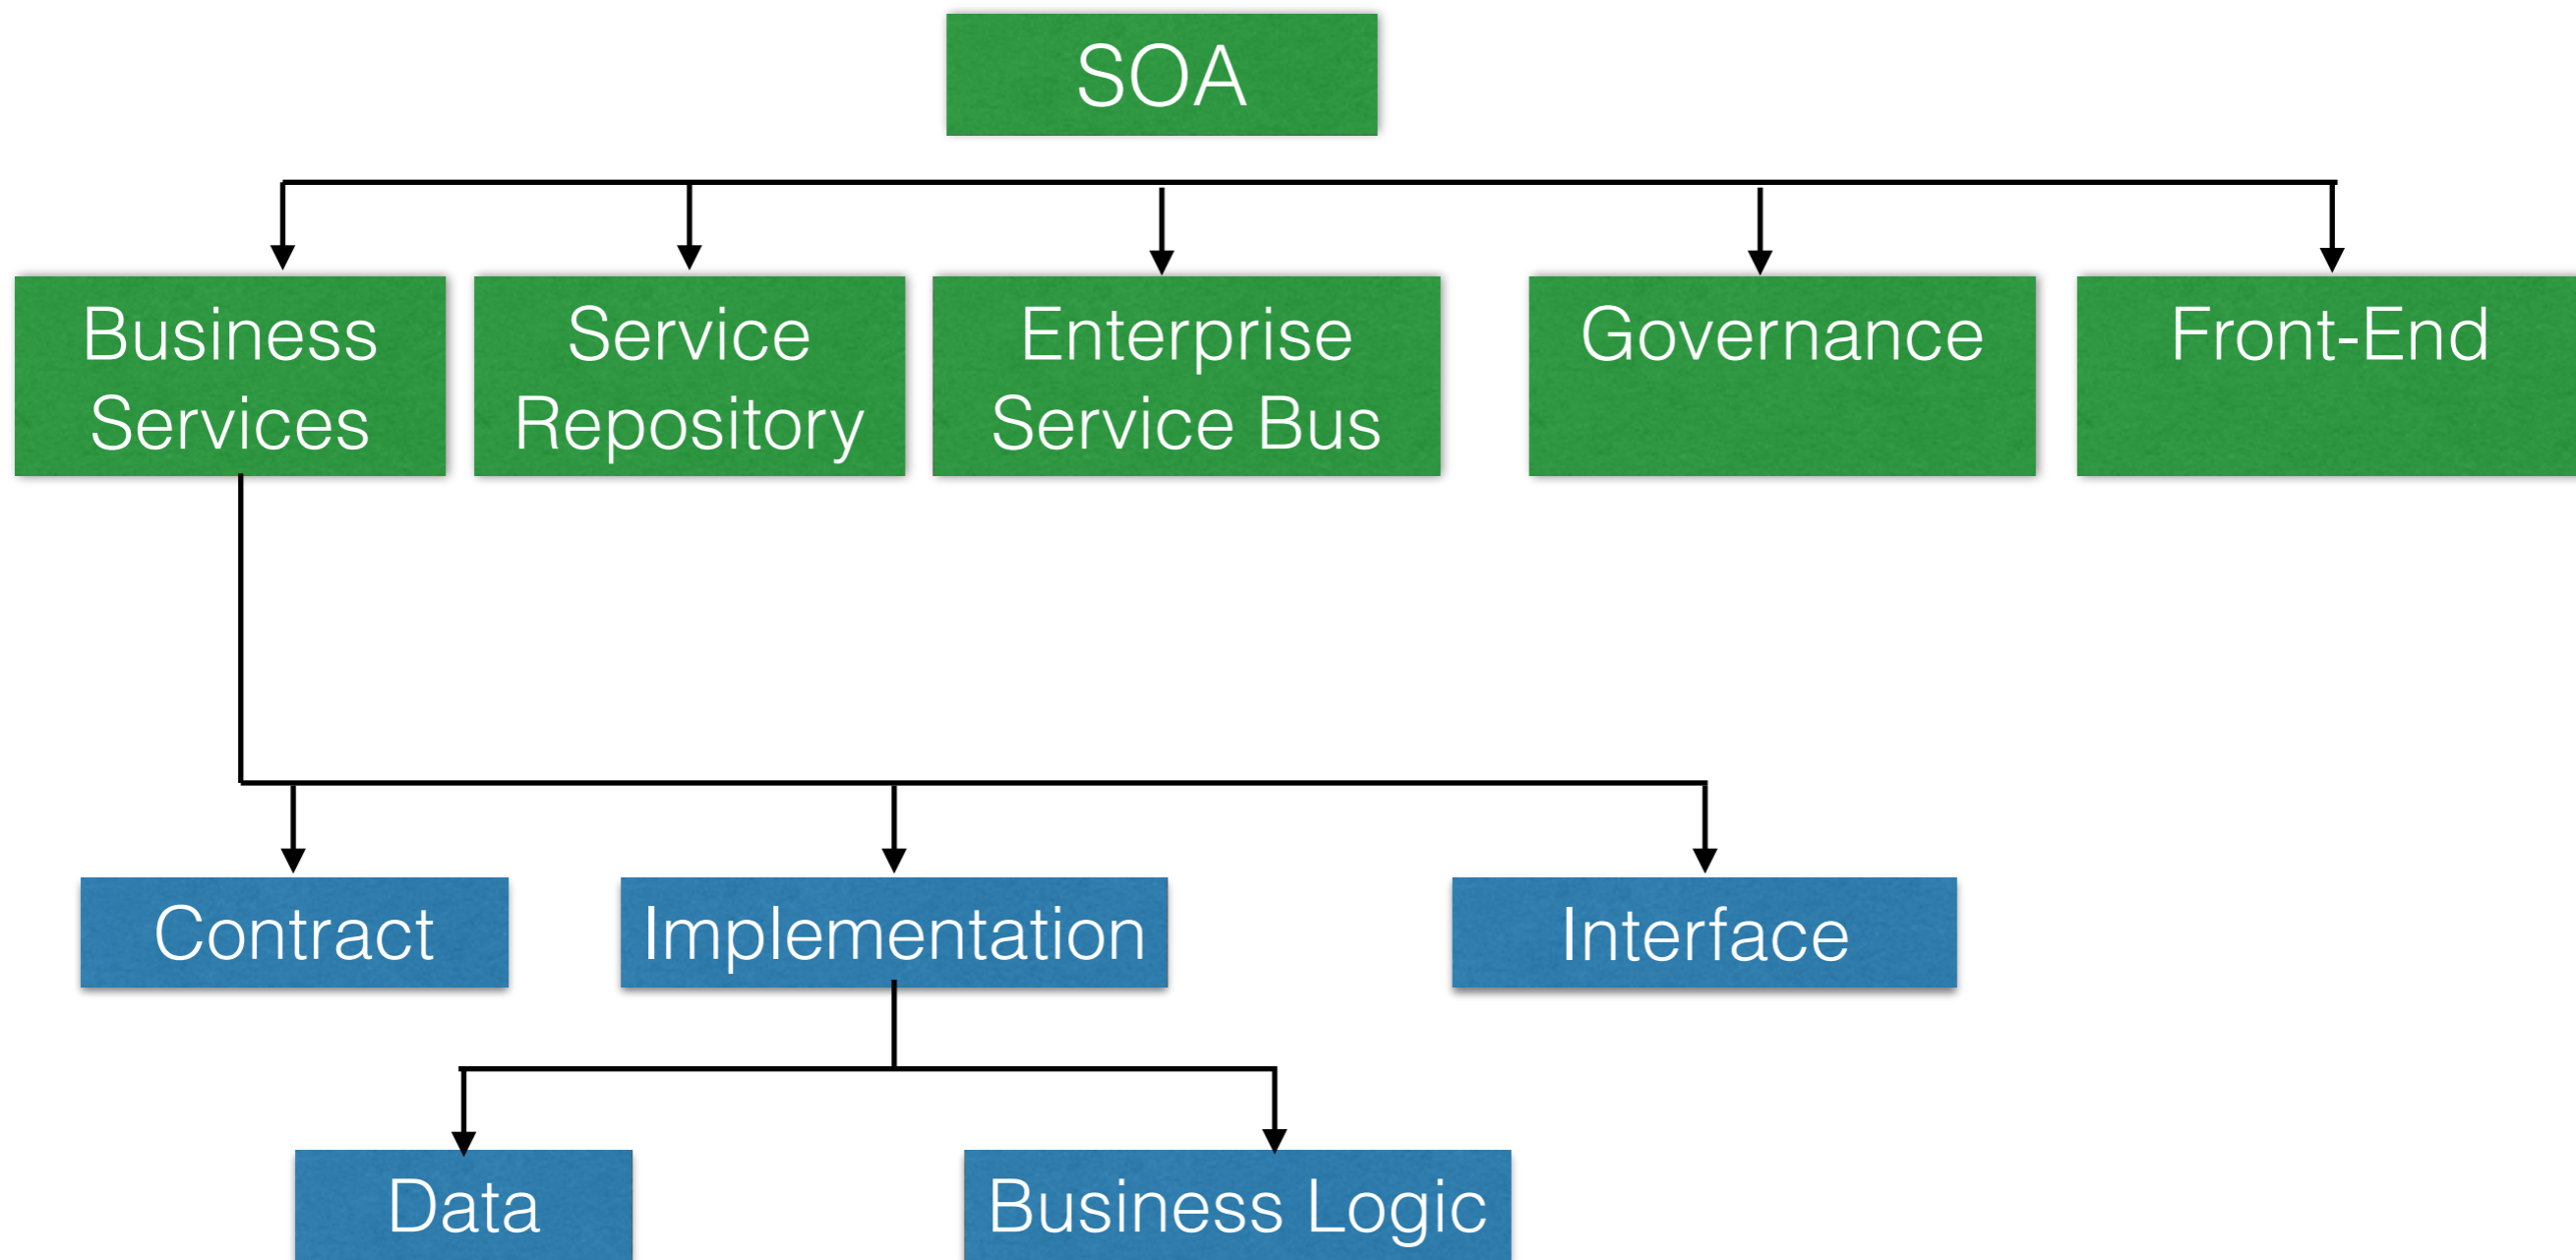 SOA
Business
Services
Service
Repository
Enterprise
Service Bus
Governance
Front-End
Contract
Implementation
Interface
Data
Business Logic